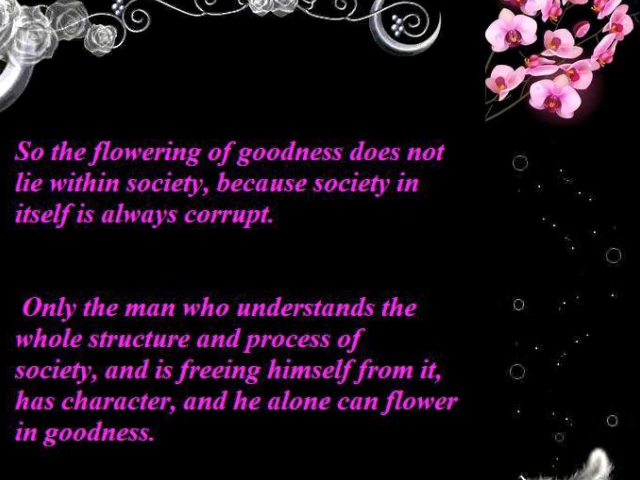 So the flowering of goodness does not
lie within society, because society in
itself is always corrupt.
Only the man who understands the
whole structure and process of
society, and is freeing himself from it,
has character, and he alone can flower
in goodness.